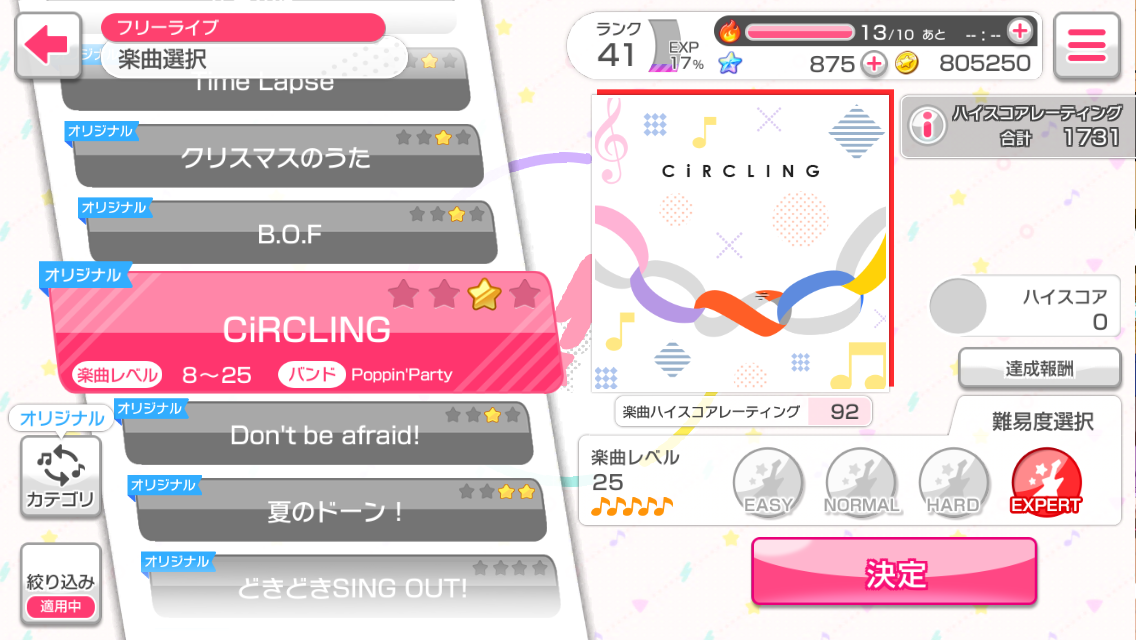 フリーライブ
楽曲選択
ランク
41
EXP
17%
13/10 あと --:--
875
805250
ハイスコアレーティング
合計 1731
Time Lapse
オリジナル
クリスマスのうた
オリジナル
B.O.F
オリジナル
CiRCLING
楽曲レベル 8〜25 バンド Poppin'Party
オリジナル
Don't be afraid!
オリジナル
夏のドーン！
オリジナル
どきどきSING OUT!
オリジナル
カテゴリ
絞り込み
適用中
CiRCLING
楽曲ハイスコアレーティング 92
ハイスコア
0
達成報酬
難易度選択
楽曲レベル
25
EASY
NORMAL
HARD
EXPERT
決定